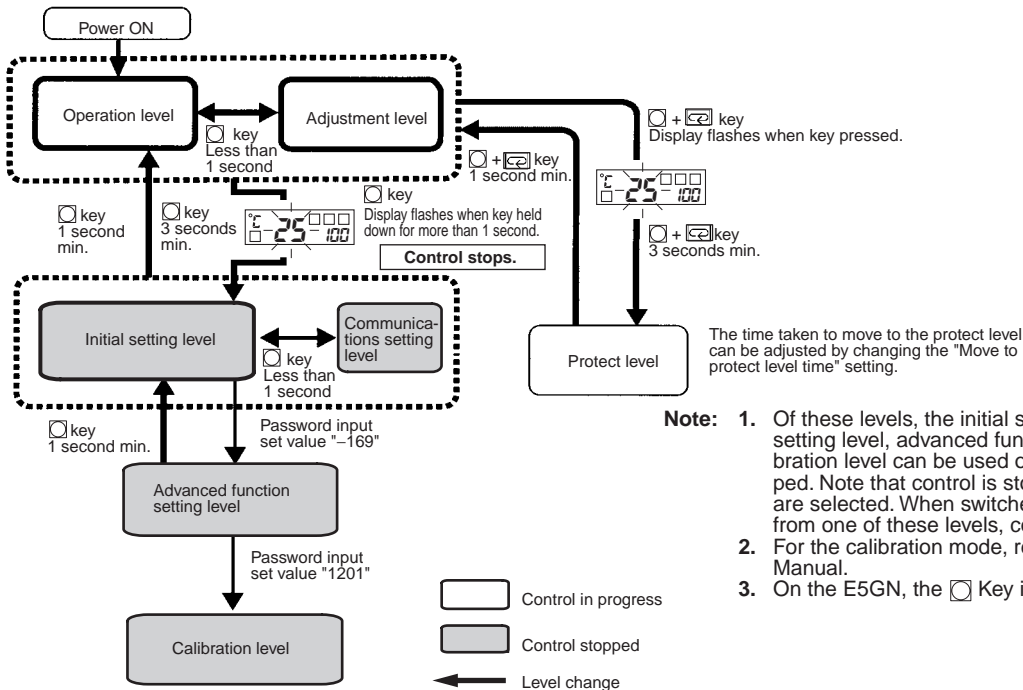 Power ON
Operation level
Adjustment level
key
Less than
1 second
+ key
Display flashes when key pressed.
+ key
1 second min.
key
1 second
min.
key
3 seconds
min.
°C
25
100
key
Display flashes when key held
down for more than 1 second.
Control stops.
°C
25
100
+ key
3 seconds min.
Initial setting level
Communica-
tions setting
level
key
Less than
1 second
Protect level
The time taken to move to the protect level
can be adjusted by changing the "Move to
protect level time" setting.
key
1 second min.
Password input
set value "–169"
Advanced function
setting level
Password input
set value "1201"
Calibration level
Control in progress
Control stopped
Level change
Note: 1. Of these levels, the initial s
setting level, advanced fun
bration level can be used o
ped. Note that control is sto
are selected. When switche
from one of these levels, co
2. For the calibration mode, re
Manual.
3. On the E5GN, the Key i